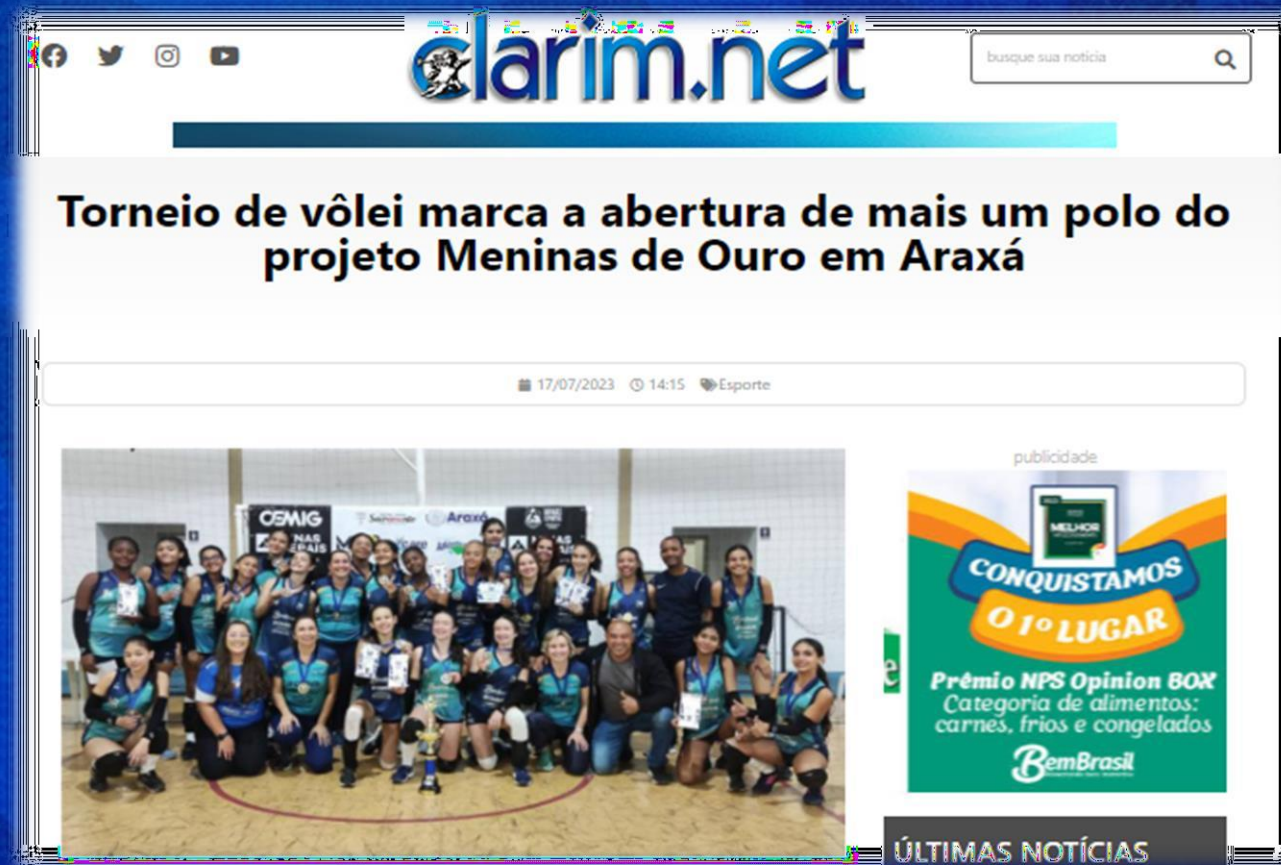 clarim.net
busque sua notícia
Torneio de vôlei marca a abertura de mais um polo do
projeto Meninas de Ouro em Araxá
17/07/2023 14:15 Esporte
publicidade
CEMIG
Araxá
MELHOR
CONQUISTAMOS
O 1º LUGAR
Prêmio NPS Opinion BOX
Categoria de alimentos:
carnes, frios e congelados
BemBrasil
ÚLTIMAS NOTÍCIAS